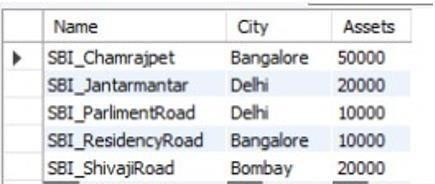 Name City Assets
SBI_Chamrajpet Bangalore 50000
SBI_Jantarmantar Delhi 20000
SBI_ParlimentRoad Delhi 10000
SBI_ResidencyRoad Bangalore 10000
SBI_ShivajiRoad Bombay 20000